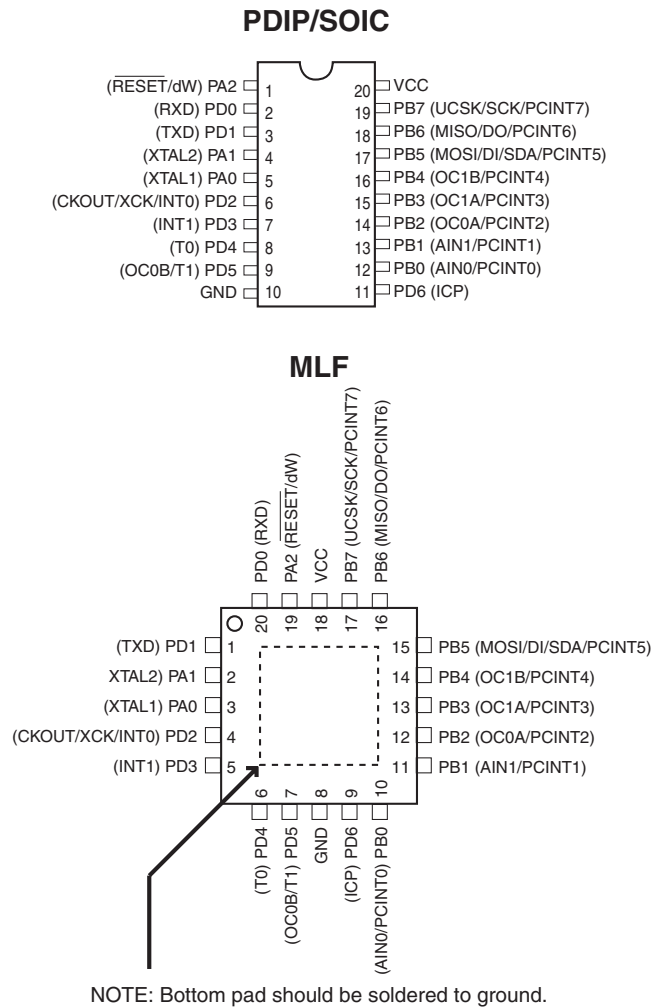 PDIP/SOIC
(RESET/dW) PA2 1 20 VCC
(RXD) PD0 2 19 PB7 (UCSK/SCK/PCINT7)
(TXD) PD1 3 18 PB6 (MISO/DO/PCINT6)
(XTAL2) PA1 4 17 PB5 (MOSI/DI/SDA/PCINT5)
(XTAL1) PA0 5 16 PB4 (OC1B/PCINT4)
(CKOUT/XCK/INT0) PD2 6 15 PB3 (OC1A/PCINT3)
(INT1) PD3 7 14 PB2 (OC0A/PCINT2)
(T0) PD4 8 13 PB1 (AIN1/PCINT1)
(OC0B/T1) PD5 9 12 PB0 (AIN0/PCINT0)
GND 10 11 PD6 (ICP)
MLF
PD0 (RXD)
PA2 (RESET/dW)
VCC
PB7 (UCSK/SCK/PCINT7)
PB6 (MISO/DO/PCINT6)
20 19 18 17 16
(TXD) PD1 1 15 PB5 (MOSI/DI/SDA/PCINT5)
XTAL2) PA1 2 14 PB4 (OC1B/PCINT4)
(XTAL1) PA0 3 13 PB3 (OC1A/PCINT3)
(CKOUT/XCK/INT0) PD2 4 12 PB2 (OC0A/PCINT2)
(INT1) PD3 5 11 PB1 (AIN1/PCINT1)
6 7 8 9 10
(T0) PD4
(OC0B/T1) PD5
GND
(ICP) PD6
(AIN0/PCINT0) PB0
NOTE: Bottom pad should be soldered to ground.